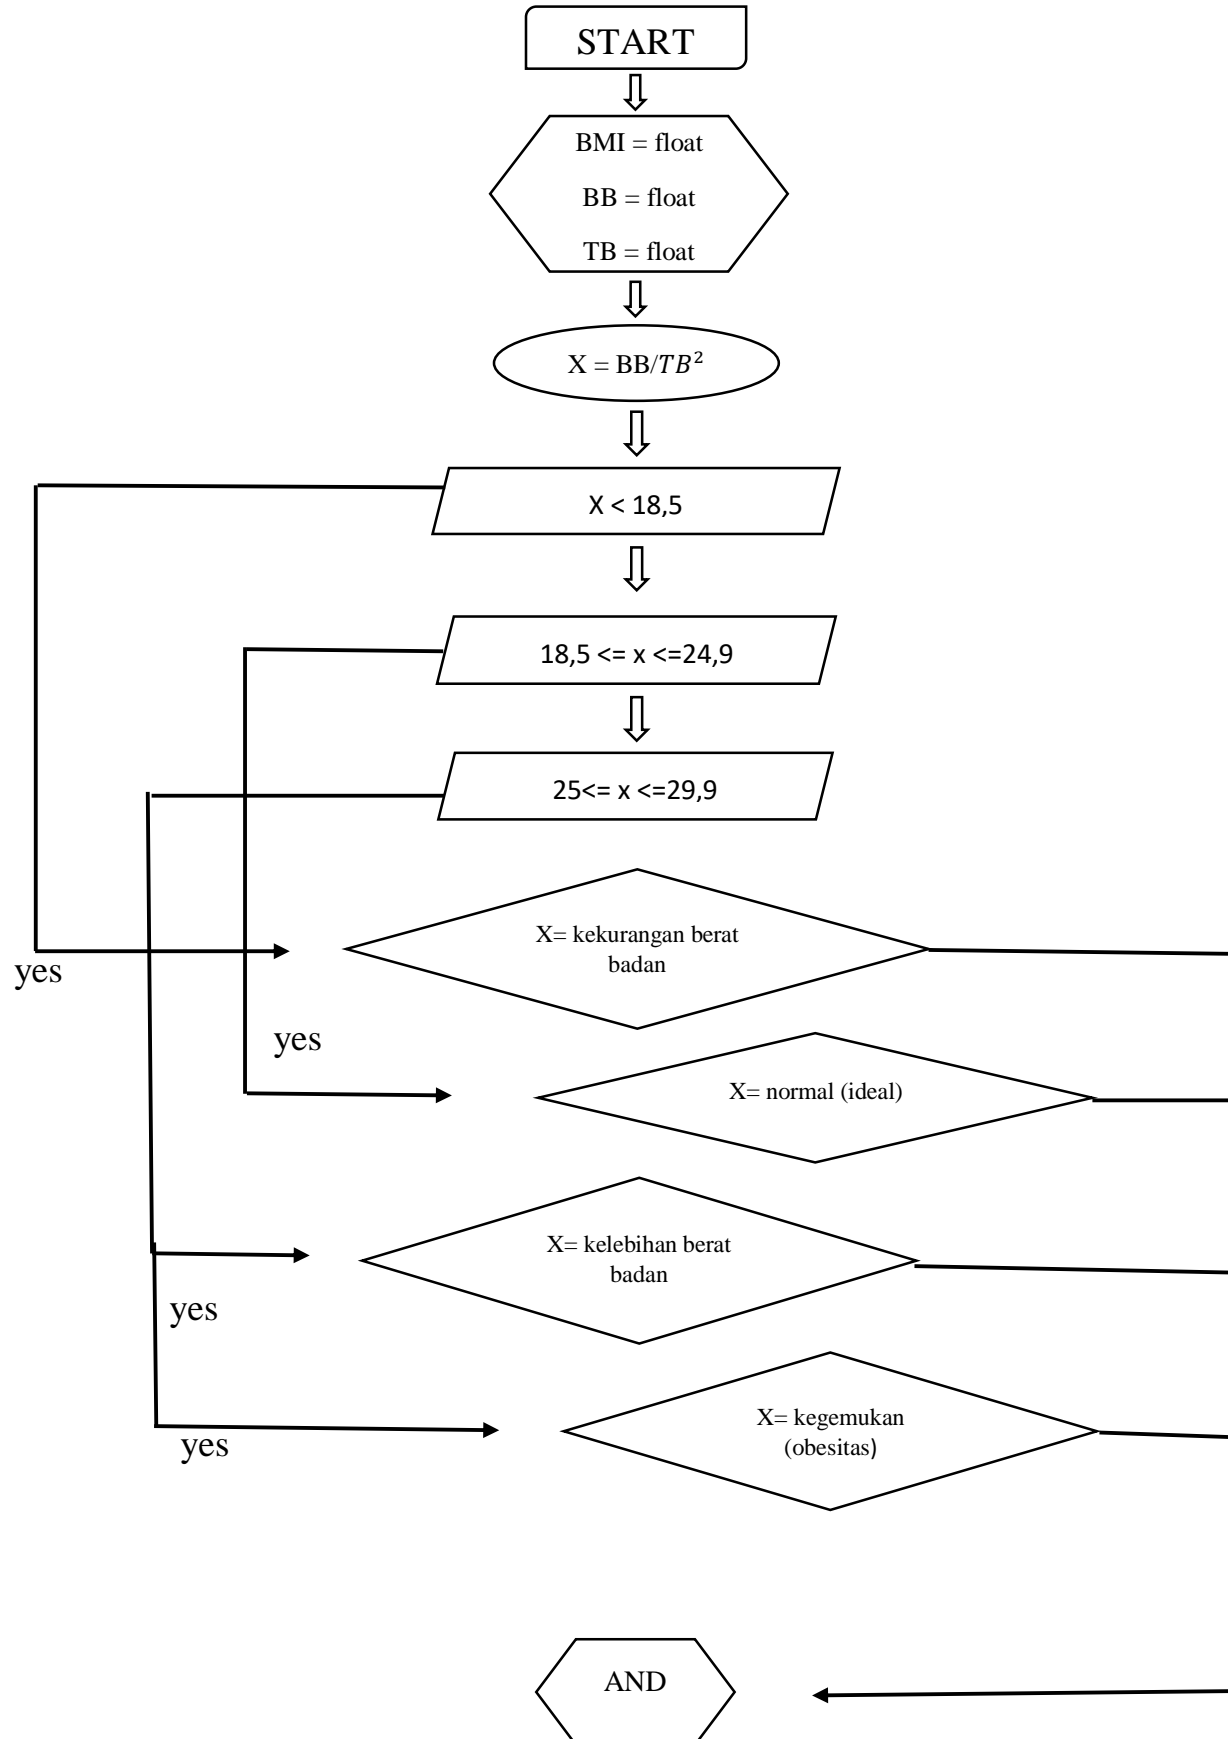 START
BMI = float
BB = float
TB = float
X = BB/𝑇𝐵²
X < 18,5
18,5 <= x <=24,9
25<= x <=29,9
X= kekurangan berat
badan
yes
yes
X= normal (ideal)
X= kelebihan berat
badan
yes
X= kegemukan
(obesitas)
yes
AND